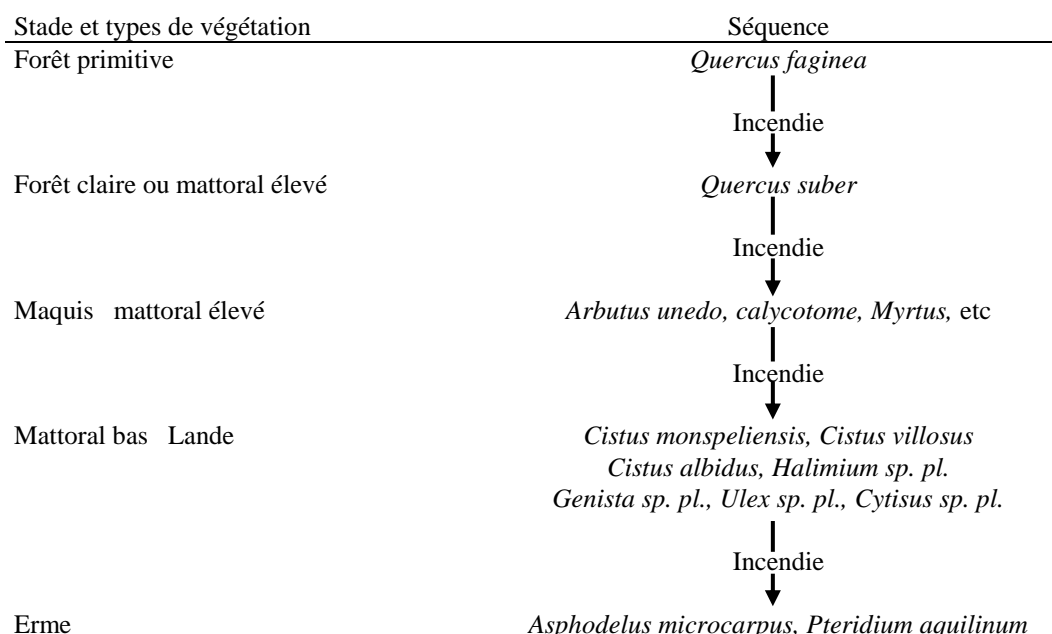 Stade et types de végétation Séquence
Forêt primitive Quercus faginea
Incendie
Forêt claire ou mattoral élevé Quercus suber
Incendie
Maquis mattoral élevé Arbutus unedo, calycotome, Myrtus, etc
Incendie
Mattoral bas Lande Cistus monspeliensis, Cistus villosus
Cistus albidus, Halimium sp. pl.
Genista sp. pl., Ulex sp. pl., Cytisus sp. pl.
Incendie
Erme Asphodelus microcarpus, Pteridium aquilinum